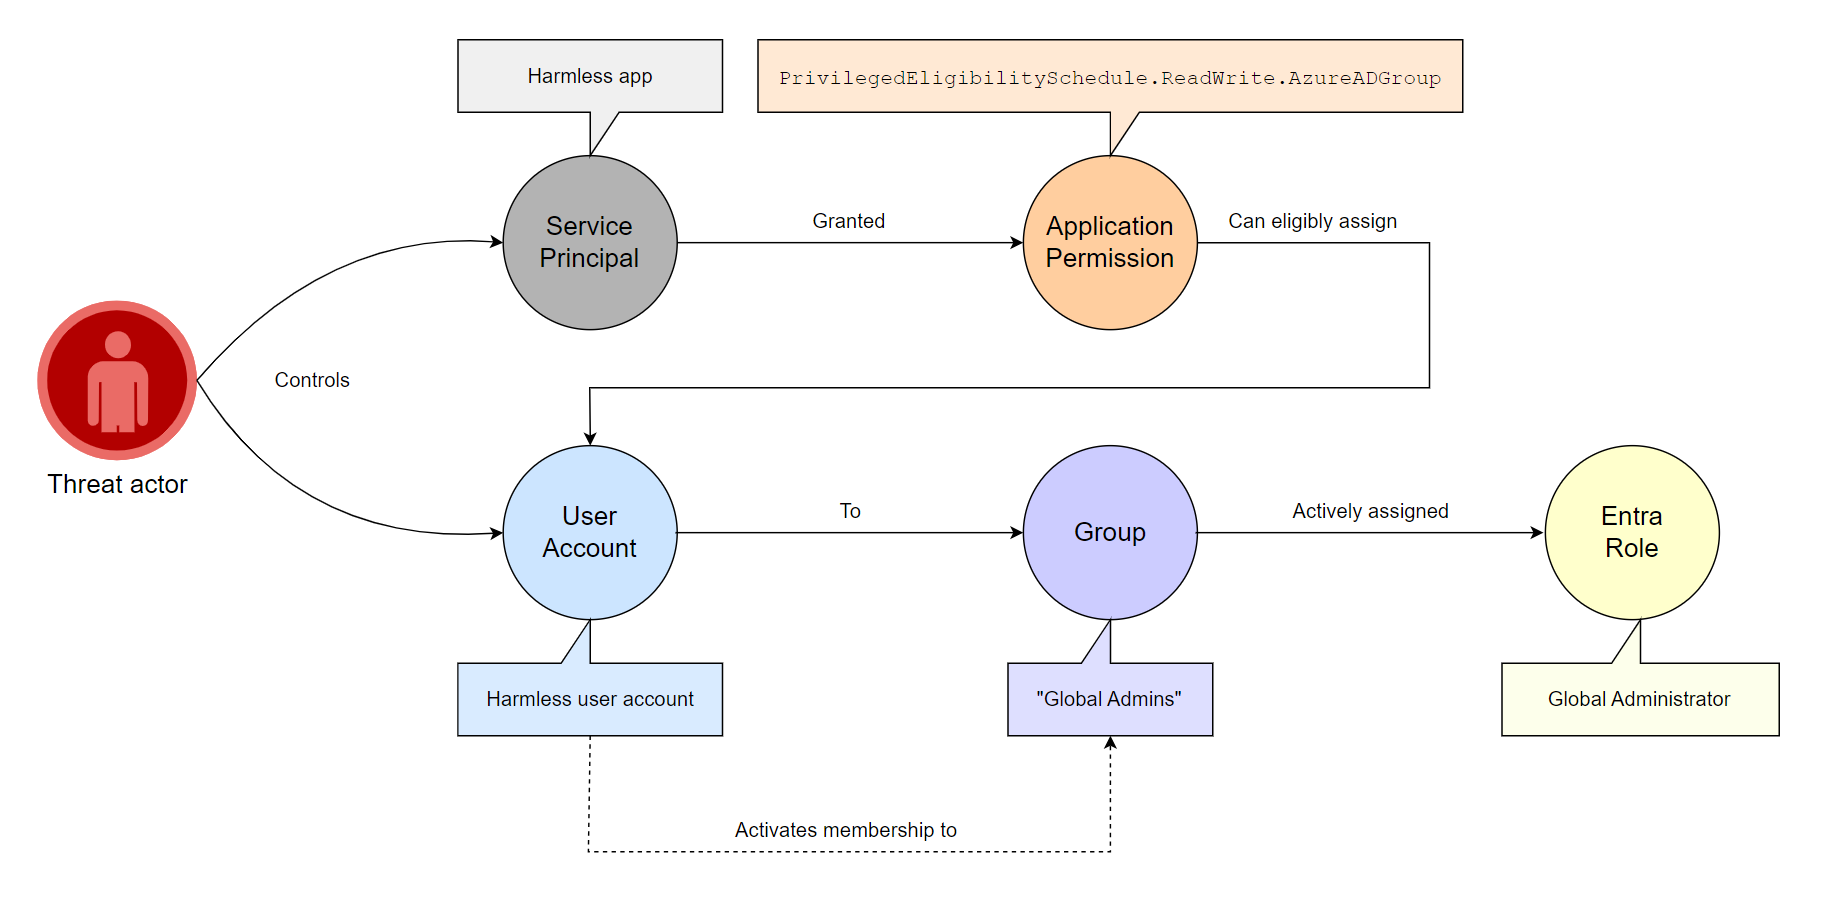 Harmless app
PrivilegedEligibilitySchedule.ReadWrite.AzureADGroup
Service
Principal
Granted
Application
Permission
Can eligibly assign
Controls
Threat actor
User
Account
To
Group
Actively assigned
Entra
Role
Harmless user account
"Global Admins"
Global Administrator
Activates membership to